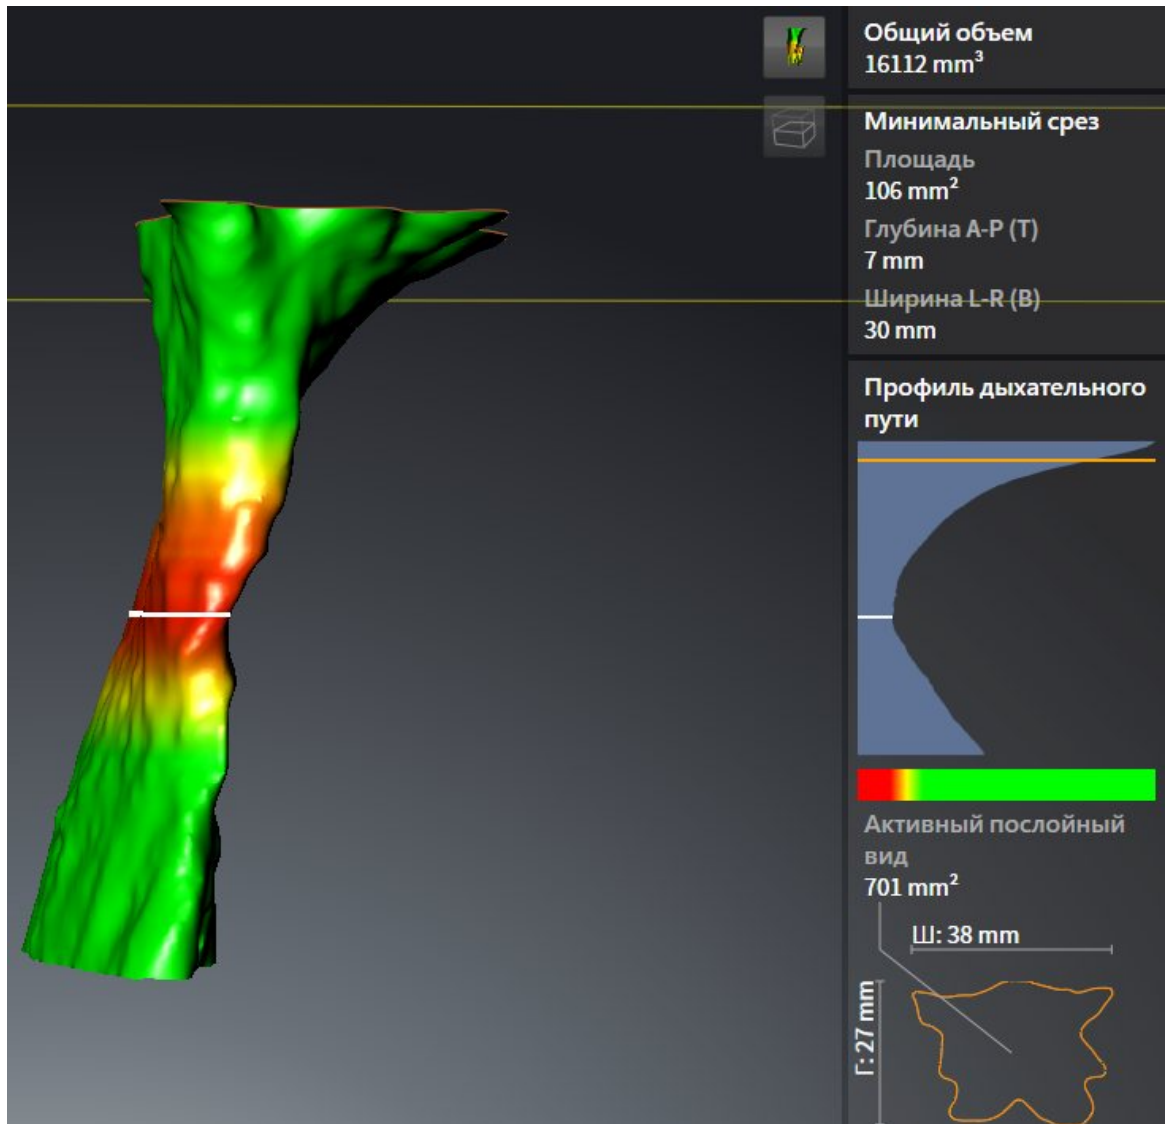 Общий объем
16112 mm³
Минимальный срез
Площадь
106 mm²
Глубина A-P (T)
7 mm
Ширина L-R (B)
30 mm
Профиль дыхательного
пути
Активный послойный
вид
701 mm²
Ш: 38 mm
Г: 27 mm